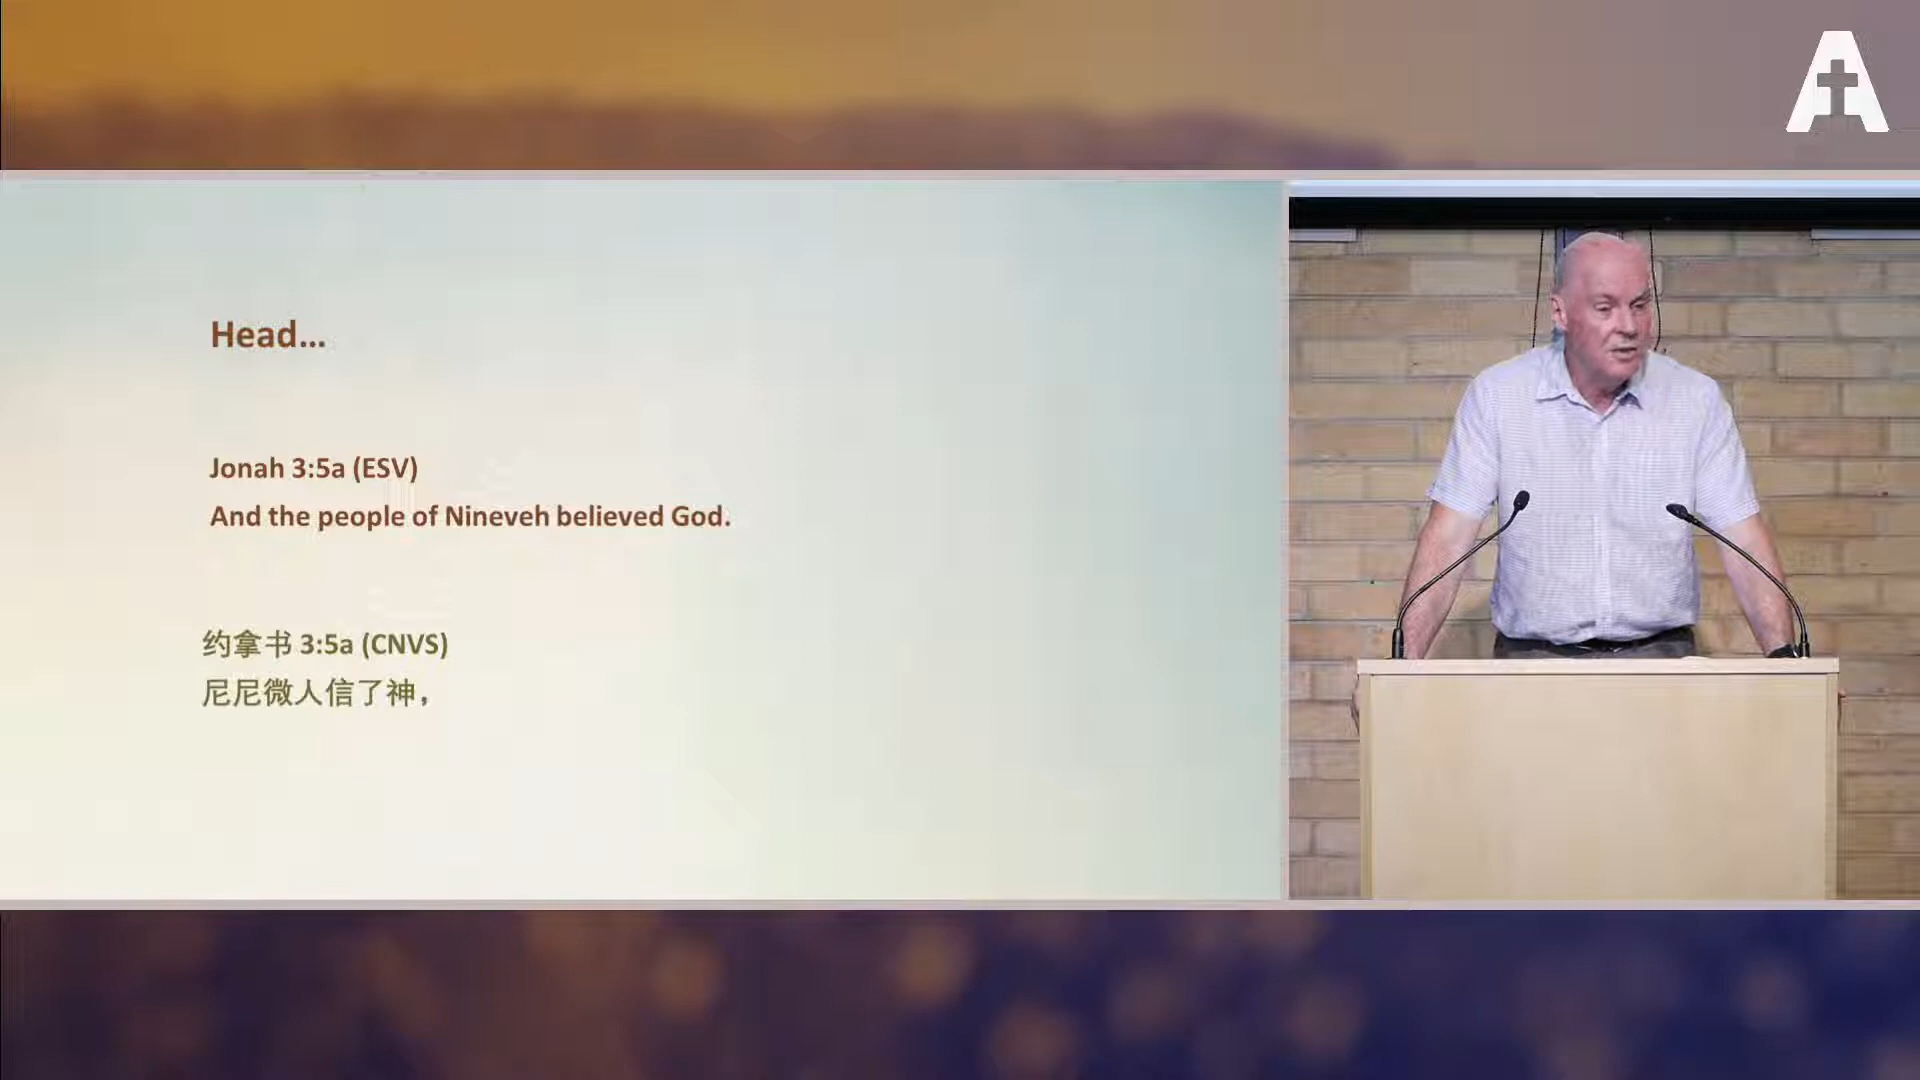 Head...
Jonah 3:5a (ESV)
And the people of Nineveh believed God.
约拿书 3:5a (CNVS)
尼尼微人信了神，
A